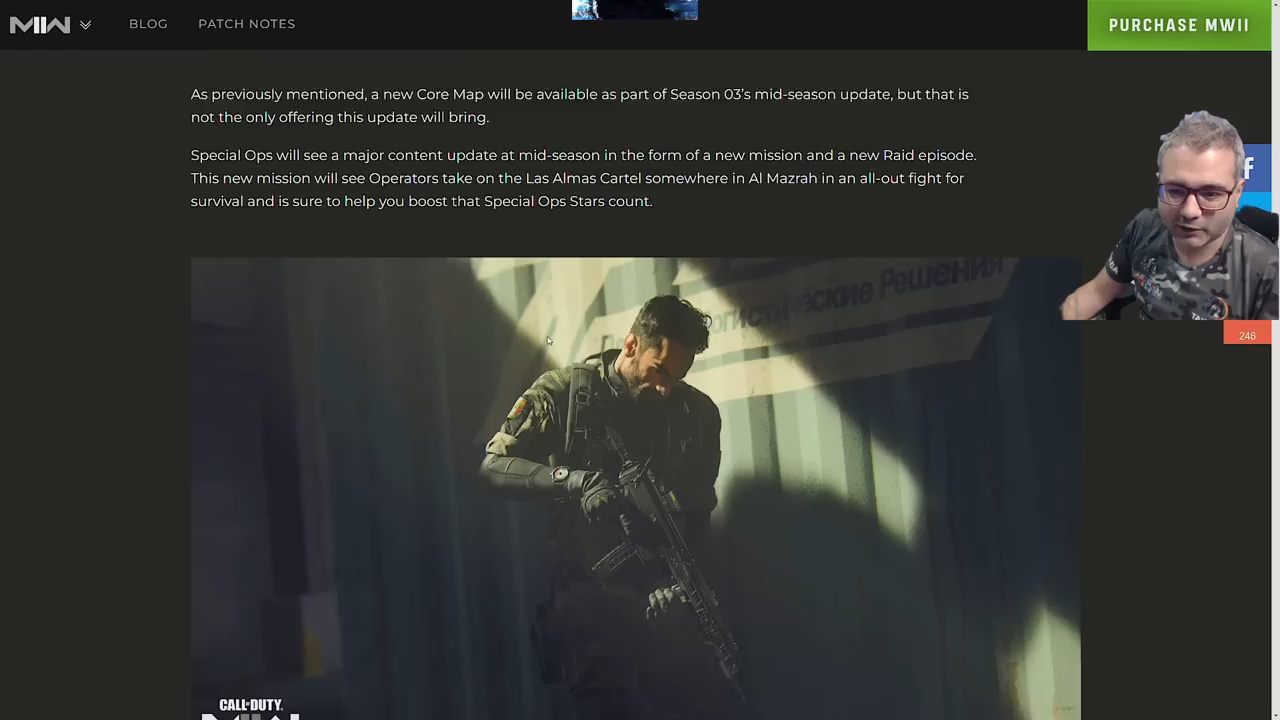 MW
BLOG
PATCH NOTES
PURCHASE MWII
As previously mentioned, a new Core Map will be available as part of Season 03’s mid-season update, but that is
not the only offering this update will bring.
Special Ops will see a major content update at mid-season in the form of a new mission and a new Raid episode.
This new mission will see Operators take on the Las Almas Cartel somewhere in Al Mazrah in an all-out fight for
survival and is sure to help you boost that Special Ops Stars count.
Решения
f
246
CALL OF DUTY